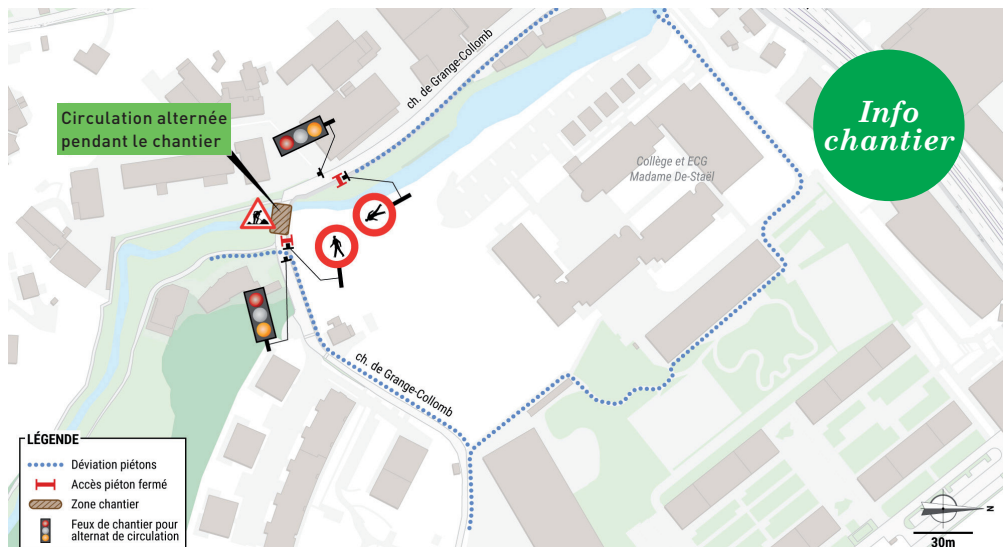 ch. de Grange-Collomb
Info
chantier
Circulation alternée
pendant le chantier
Collège et ECG
Madame De-Staël
ch. de Grange-Collomb
LÉGENDE
Déviation piétons
Accès piéton fermé
Zone chantier
Feux de chantier pour
alternat de circulation
N
30m